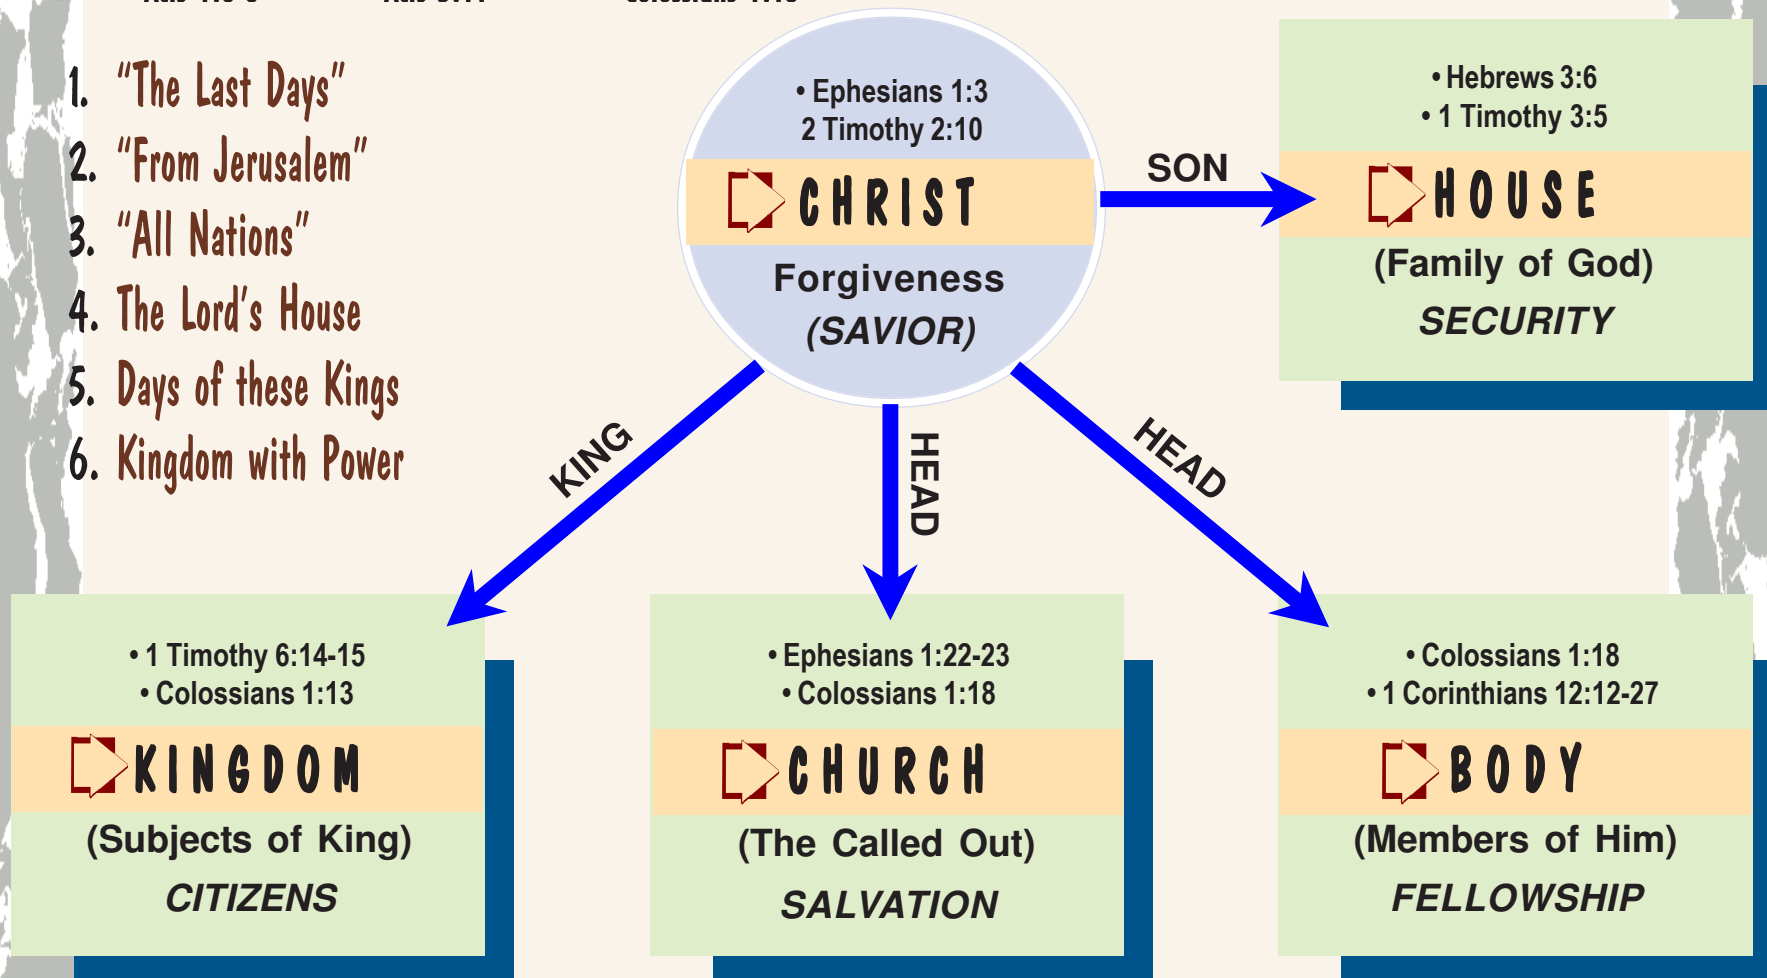 1. “The Last Days”
2. “From Jerusalem”
3. “All Nations”
4. The Lord’s House
5. Days of these Kings
6. Kingdom with Power
• Ephesians 1:3
2 Timothy 2:10
CHRIST
Forgiveness
(SAVIOR)
SON
• Hebrews 3:6
• 1 Timothy 3:5
HOUSE
(Family of God)
SECURITY
KING
HEAD
HEAD
• 1 Timothy 6:14-15
• Colossians 1:13
KINGDOM
(Subjects of King)
CITIZENS
• Ephesians 1:22-23
• Colossians 1:18
CHURCH
(The Called Out)
SALVATION
• Colossians 1:18
• 1 Corinthians 12:12-27
BODY
(Members of Him)
FELLOWSHIP